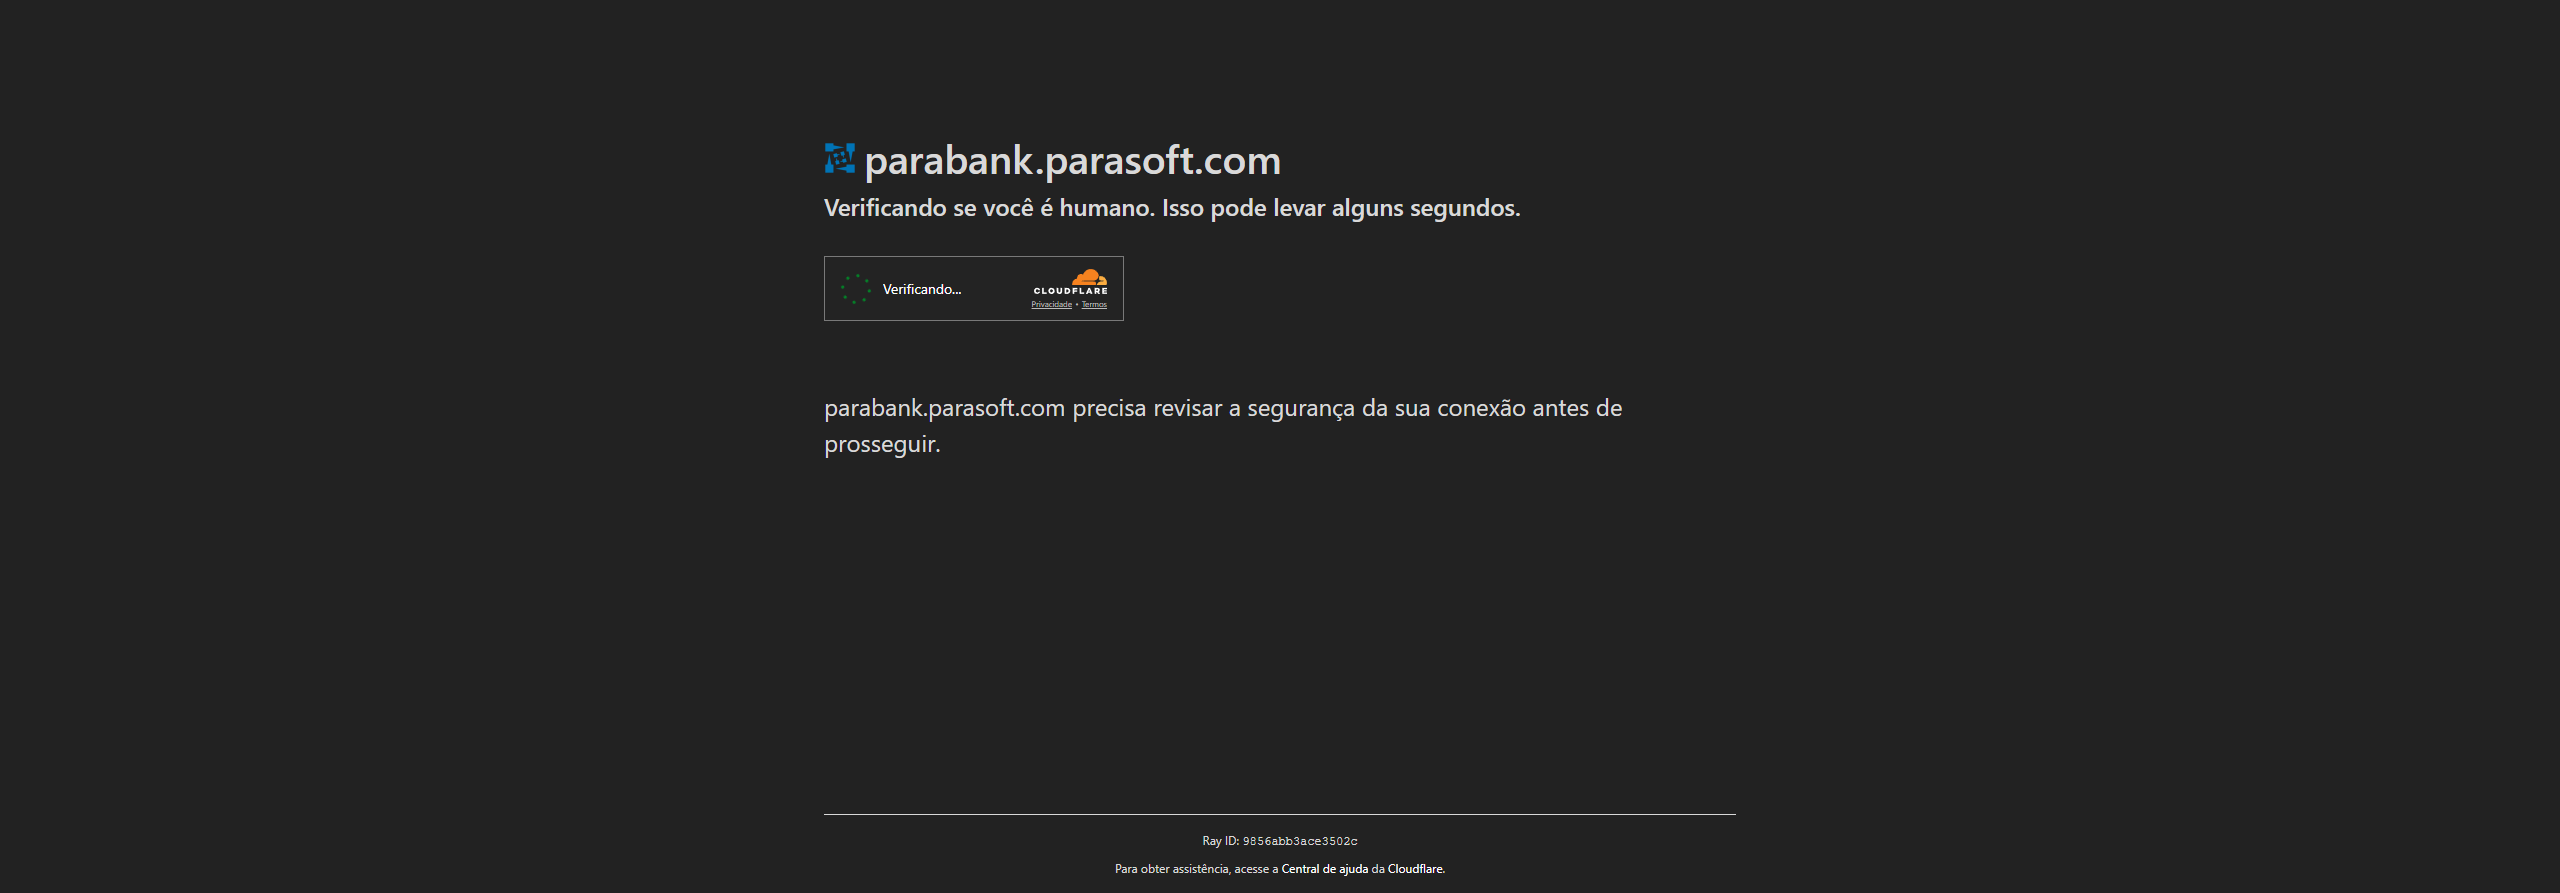 parabank.parasoft.com
Verificando se você é humano. Isso pode levar alguns segundos.
Verificando...
CLOUDFLARE
Privacidade • Termos
parabank.parasoft.com precisa revisar a segurança da sua conexão antes de
prosseguir.
Ray ID: 9856abb3ace3502c
Para obter assistência, acesse a Central de ajuda da Cloudflare.